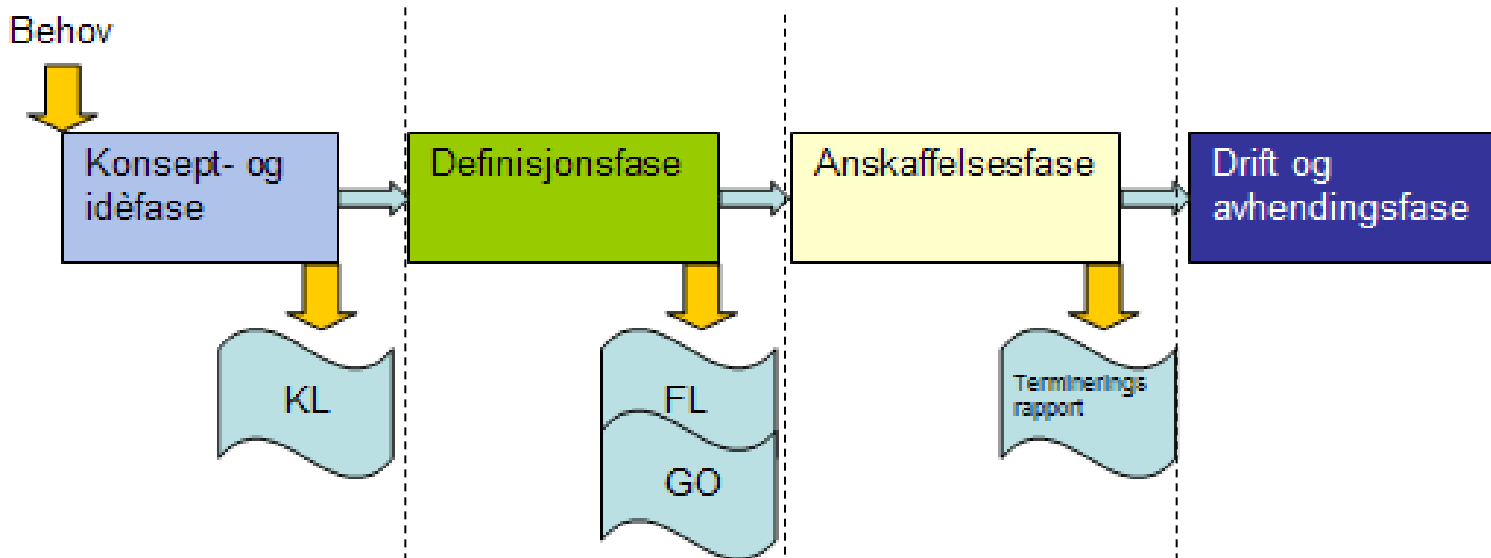 Behov
Konsept- og
idèfase
Definisjonsfase
Anskaffelsesfase
Drift og
avhendingsfase
KL
FL
GO
Terminerings
rapport